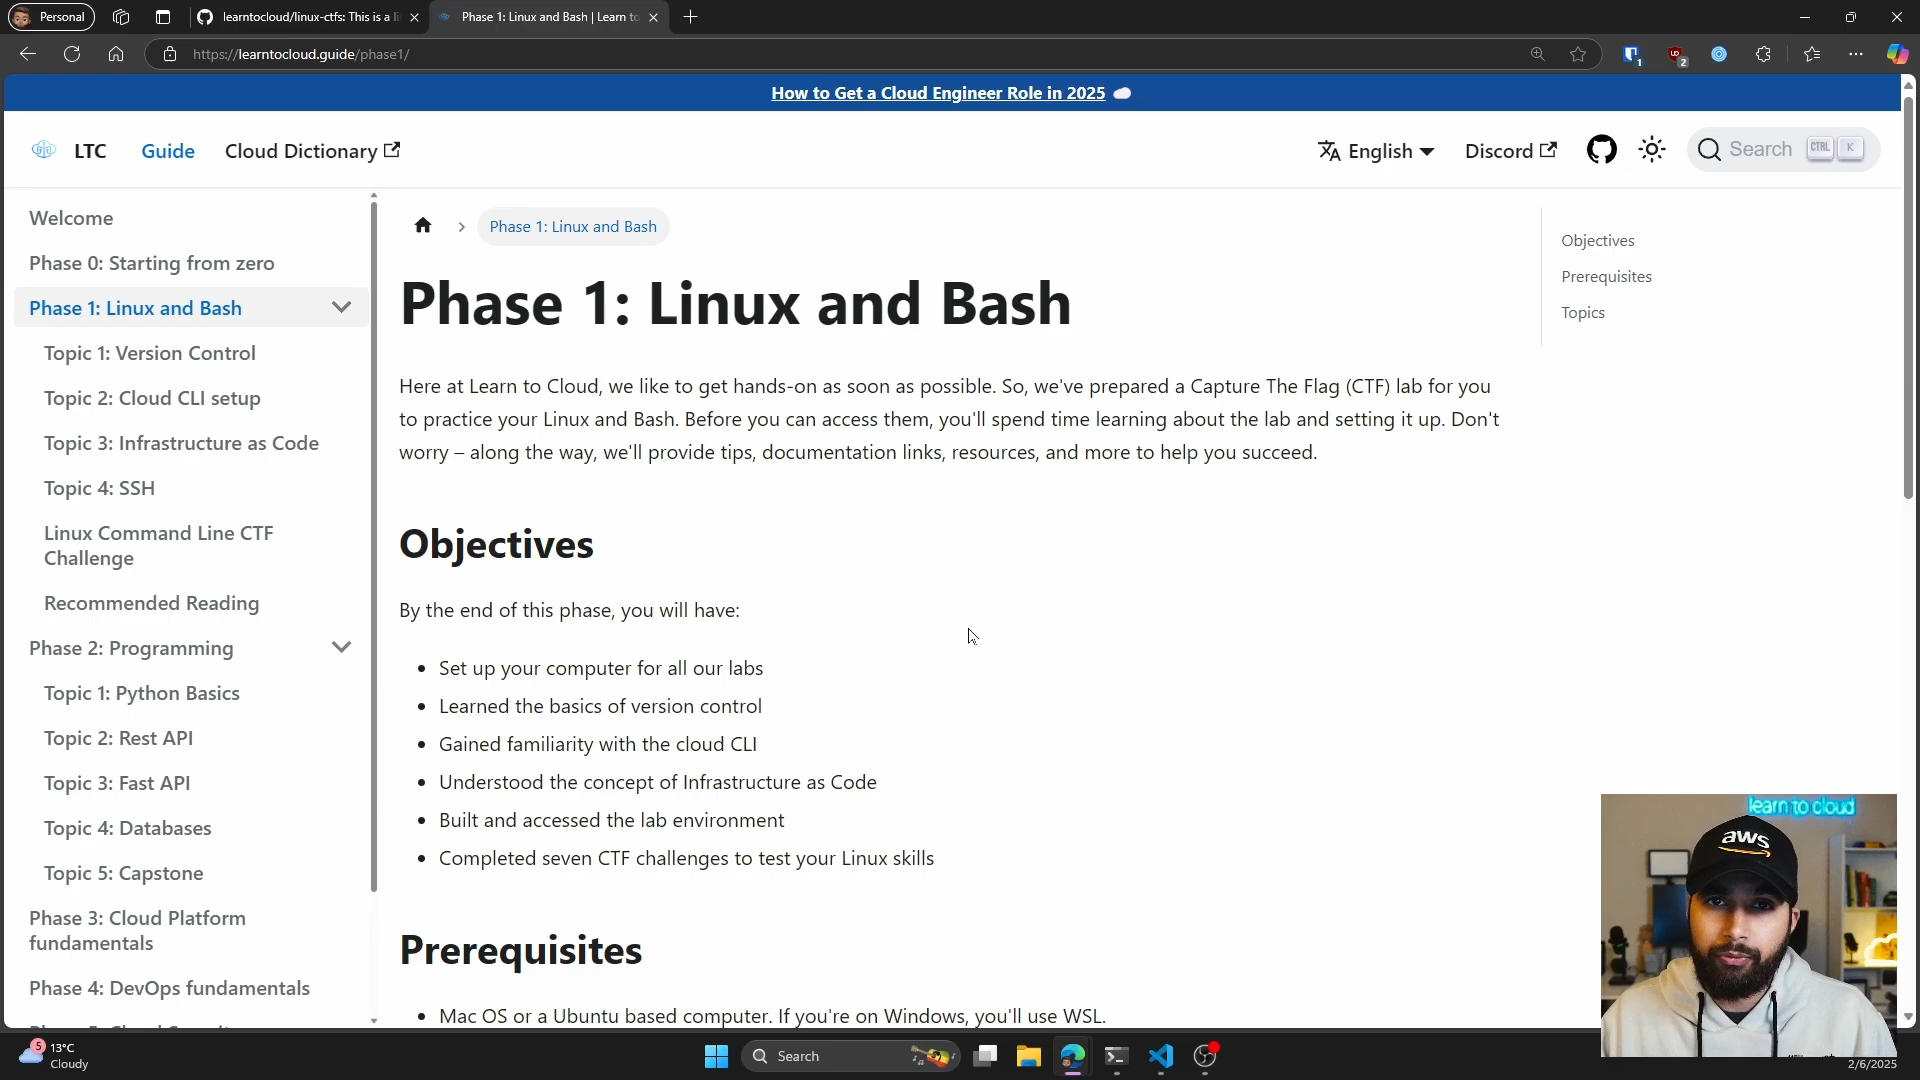 Personal
learntocloud/linux-ctfs: This is a li
Phase 1: Linux and Bash | Learn to
https://learntocloud.guide/phase1/
1
2
How to Get a Cloud Engineer Role in 2025
LTC
Guide
Cloud Dictionary
English
Discord
Search
CTRL
K
Welcome
Phase 0: Starting from zero
Phase 1: Linux and Bash
Topic 1: Version Control
Topic 2: Cloud CLI setup
Topic 3: Infrastructure as Code
Topic 4: SSH
Linux Command Line CTF
Challenge
Recommended Reading
Phase 2: Programming
Topic 1: Python Basics
Topic 2: Rest API
Topic 3: Fast API
Topic 4: Databases
Topic 5: Capstone
Phase 3: Cloud Platform
fundamentals
Phase 4: DevOps fundamentals
Phase 1: Linux and Bash
Phase 1: Linux and Bash
Here at Learn to Cloud, we like to get hands-on as soon as possible. So, we've prepared a Capture The Flag (CTF) lab for you
to practice your Linux and Bash. Before you can access them, you'll spend time learning about the lab and setting it up. Don't
worry – along the way, we'll provide tips, documentation links, resources, and more to help you succeed.
Objectives
By the end of this phase, you will have:
Set up your computer for all our labs
Learned the basics of version control
Gained familiarity with the cloud CLI
Understood the concept of Infrastructure as Code
Built and accessed the lab environment
Completed seven CTF challenges to test your Linux skills
Prerequisites
Mac OS or a Ubuntu based computer. If you're on Windows, you'll use WSL.
Objectives
Prerequisites
Topics
learn to cloud
aws
5
13°C
Cloudy
Search
2/6/2025